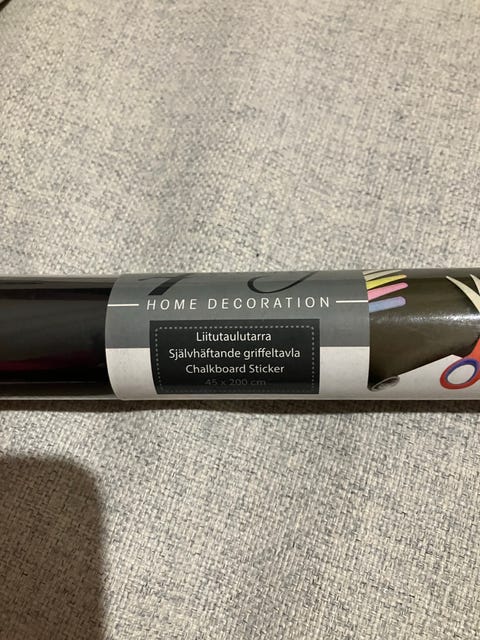 HOME DECORATION
Liitutaulutarra
Självhäftande griffeltavla
Chalkboard Sticker
45 x 200 cm